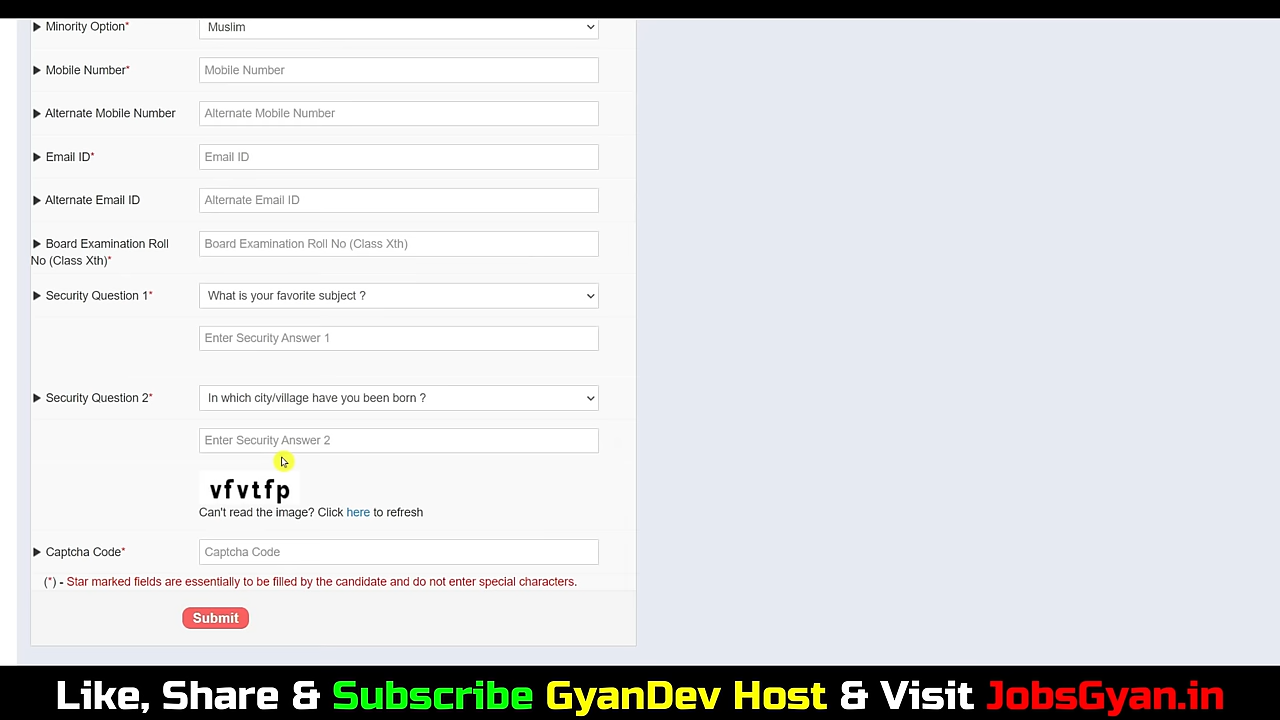 Minority Option*
Muslim
Mobile Number*
Mobile Number
Alternate Mobile Number
Alternate Mobile Number
Email ID*
Email ID
Alternate Email ID
Alternate Email ID
Board Examination Roll
No (Class Xth)*
Board Examination Roll No (Class Xth)
Security Question 1*
What is your favorite subject ?
Enter Security Answer 1
Security Question 2*
In which city/village have you been born ?
Enter Security Answer 2
vfvtfp
Can't read the image? Click here to refresh
Captcha Code*
Captcha Code
(*) - Star marked fields are essentially to be filled by the candidate and do not enter special characters.
Submit
Like, Share & Subscribe GyanDev Host & Visit JobsGyan.in